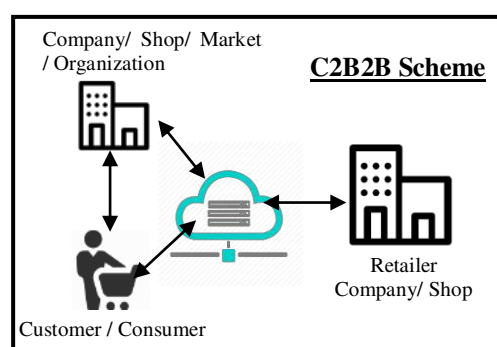 Company/ Shop/ Market
/ Organization
C2B2B Scheme
Retailer
Company/ Shop
Customer / Consumer